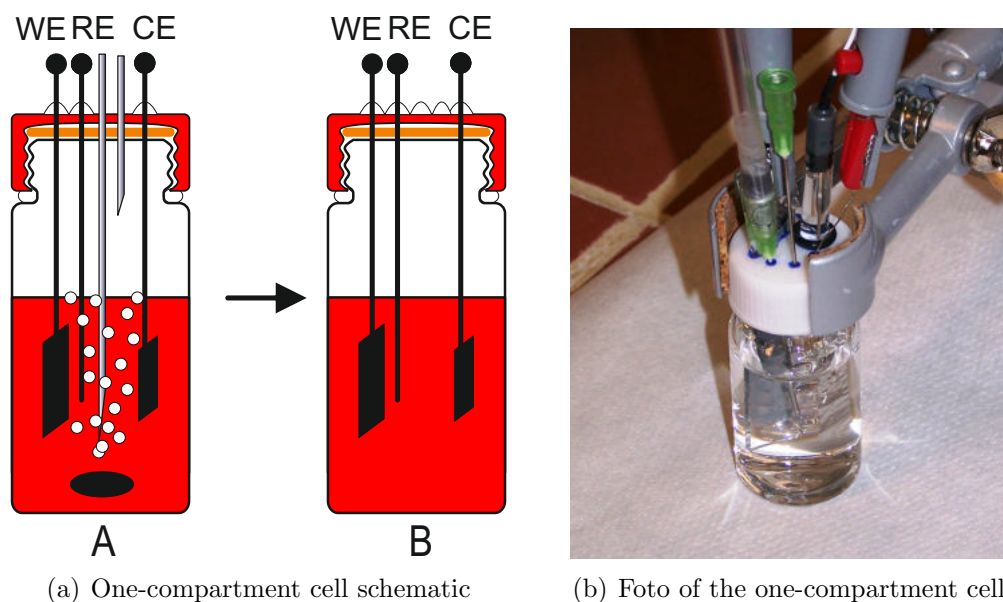 WE RE CE
WE RE CE
A
B
(a) One-compartment cell schematic
(b) Foto of the one-compartment cell